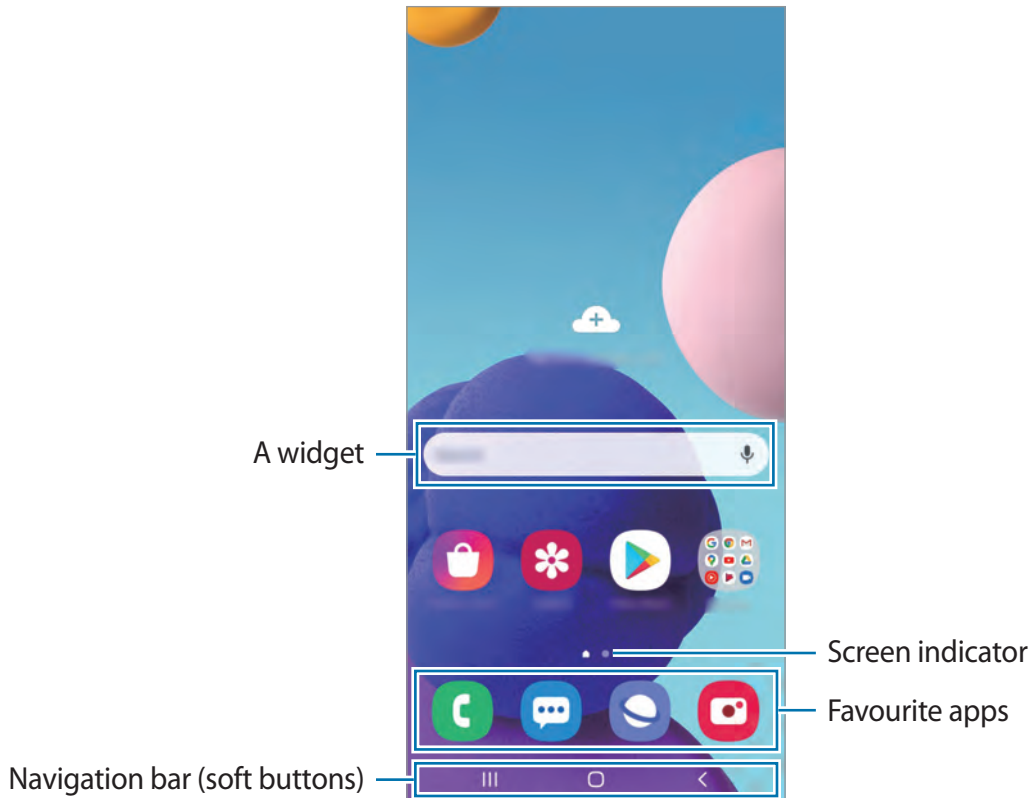 A widget
Screen indicator
Favourite apps
Navigation bar (soft buttons)